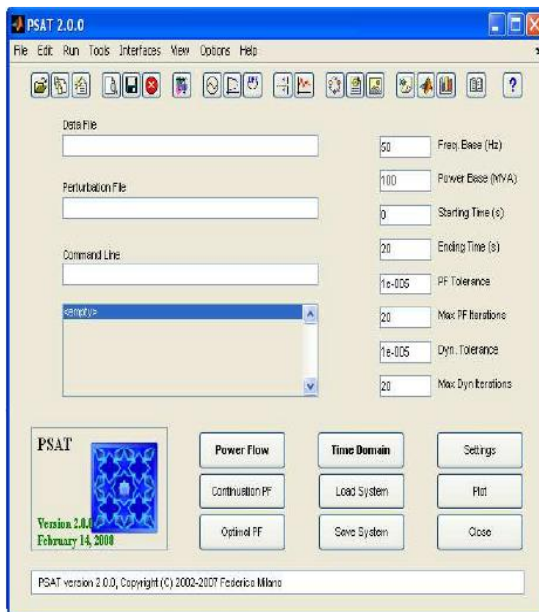 PSAT 2.0.0
File Edit Run Tools Interfaces View Options Help
Data File
50 Freq. Base (Hz)
100 Power Base (MVA)
Perturbation File
0 Starting Time (s)
20 Ending Time (s)
Command Line
1e-005 PF Tolerance
<empty>
20 Max PF Iterations
1e-005 Dyn. Tolerance
20 Max Dyn Iterations
PSAT
Version 2.0.0
February 14, 2008
Power Flow Time Domain Settings
Continuation PF Load System Plot
Optimal PF Save System Close
PSAT version 2.0.0, Copyright (C) 2002-2007 Federico Milano